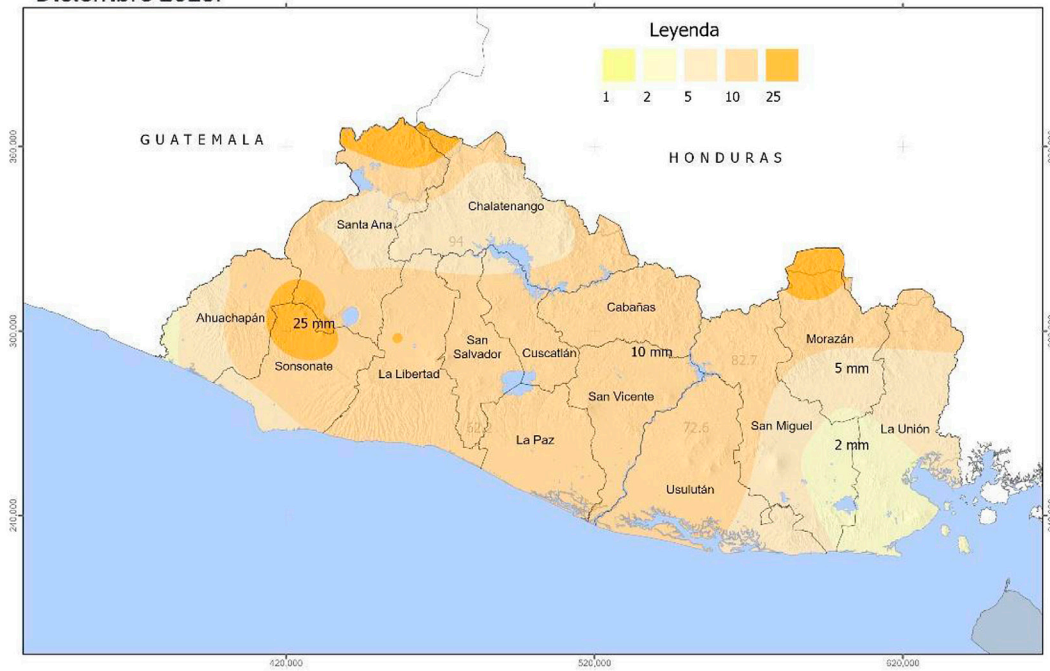 Leyenda
1 2 5 10 25
GUATEMALA
HONDURAS
Chalatenango
Santa Ana
94
Cabañas
Ahuachapán
25 mm
San
Salvador
Cuscatlán
10 mm
Morazán
82.7
5 mm
Sonsonate
La Libertad
San Vicente
San Miguel
La Unión
72.6
La Paz
2 mm
Usulután
360,000
300,000
240,000
420,000
520,000
620,000